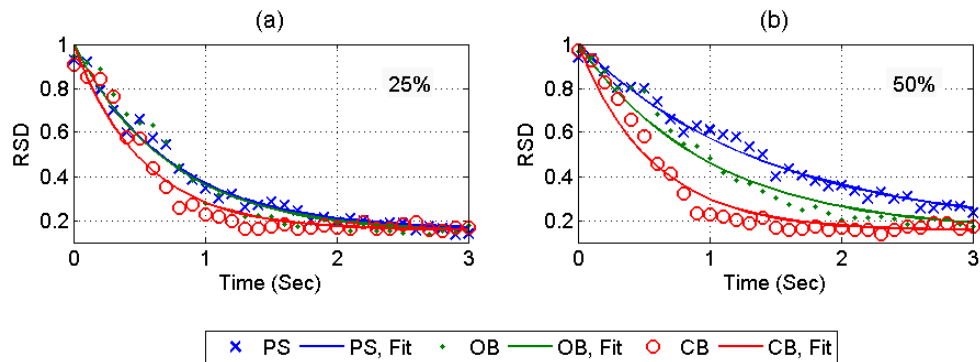 (a)
(b)
25%
50%
RSD
1
0.8
0.6
0.4
0.2
0
1
2
3
Time (Sec)
RSD
1
0.8
0.6
0.4
0.2
0
1
2
3
Time (Sec)
PS
PS, Fit
OB
OB, Fit
CB
CB, Fit